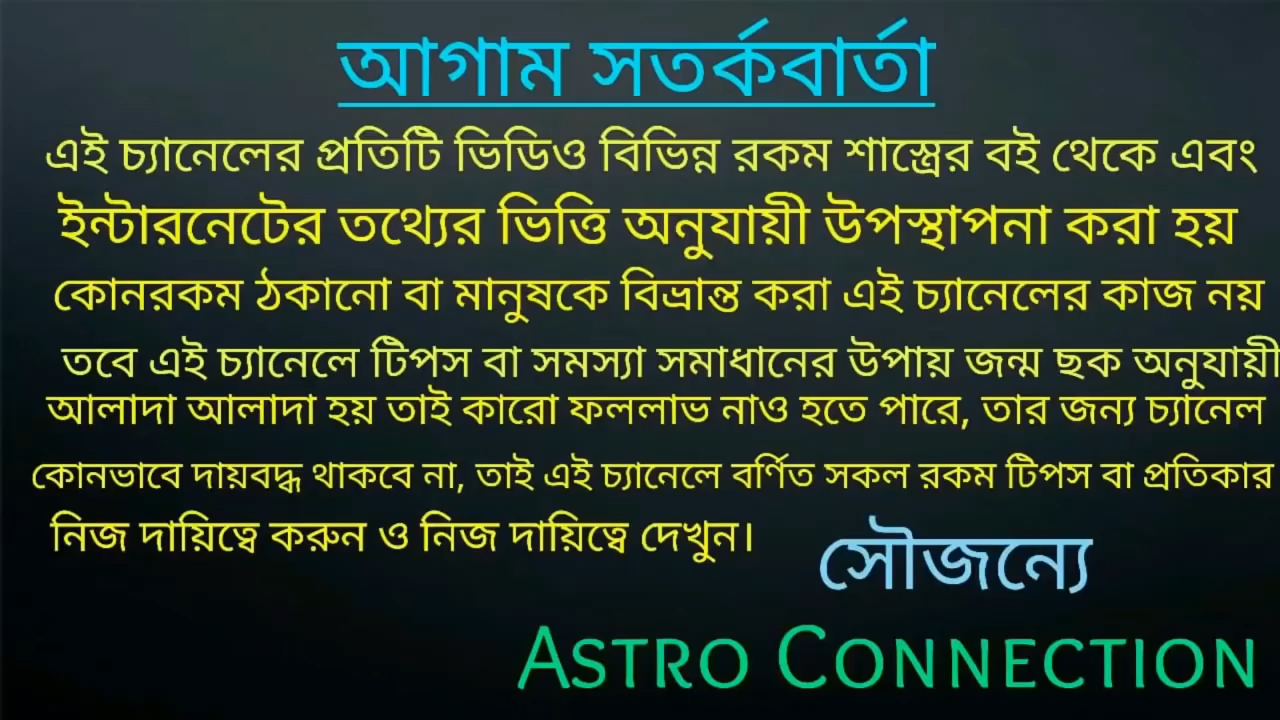 আগাম সতর্কবার্তা
এই চ্যানেলের প্রতিটি ভিডিও বিভিন্ন রকম শাস্ত্রের বই থেকে এবং
ইন্টারনেটের তথ্যের ভিত্তি অনুযায়ী উপস্থাপনা করা হয়
কোনরকম ঠকানো বা মানুষকে বিভ্রান্ত করা এই চ্যানেলের কাজ নয়
তবে এই চ্যানেলে টিপস বা সমস্যা সমাধানের উপায় জন্ম ছক অনুযায়ী
আলাদা আলাদা হয় তাই কারো ফললাভ নাও হতে পারে, তার জন্য চ্যানেল
কোনভাবে দায়বদ্ধ থাকবে না, তাই এই চ্যানেলে বর্ণিত সকল রকম টিপস বা প্রতিকার
নিজ দায়িত্বে করুন ও নিজ দায়িত্বে দেখুন।
সৌজন্যে
ASTRO CONNECTION